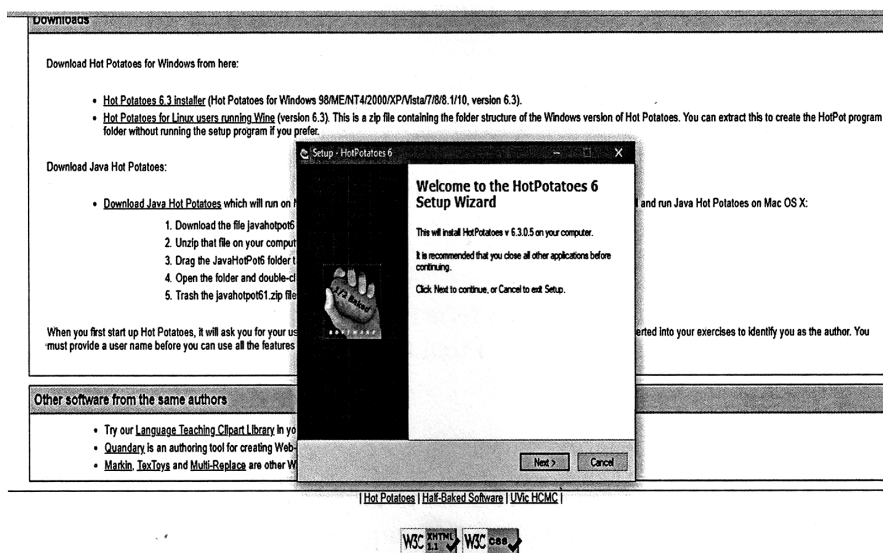 Downloads
Download Hot Potatoes for Windows from here:
• Hot Potatoes 6.3 installer (Hot Potatoes for Windows 98/ME/NT4/2000/XP/Vista/7/8/8.1/10, version 6.3).
• Hot Potatoes for Linux users running Wine (version 6.3). This is a zip file containing the folder structure of the Windows version of Hot Potatoes. You can extract this to create the HotPot program
folder without running the setup program if you prefer.
Download Java Hot Potatoes:
• Download Java Hot Potatoes which will run on
l and run Java Hot Potatoes on Mac OS X:
1. Download the file javahotpot6
2. Unzip that file on your comput
3. Drag the JavaHotPot6 folder t
4. Open the folder and double-cl
5. Trash the javahotpot61.zip file
When you first start up Hot Potatoes, it will ask you for your us
erted into your exercises to identify you as the author. You
must provide a user name before you can use all the features
Setup - HotPotatoes 6
Welcome to the HotPotatoes 6
Setup Wizard
This will install HotPotatoes v 6.3.0.5 on your computer.
It is recommended that you close all other applications before
continuing.
Click Next to continue, or Cancel to exit Setup.
1/2 Baked
SOFTWARE
Next >
Cancel
Other software from the same authors
• Try our Language Teaching Clipart Library in yo
• Quandary is an authoring tool for creating Web-
• Markin, TexToys and Multi-Replace are other W
| Hot Potatoes | Half-Baked Software | UVic HCMC |
W3C XHTML 1.1
W3C css